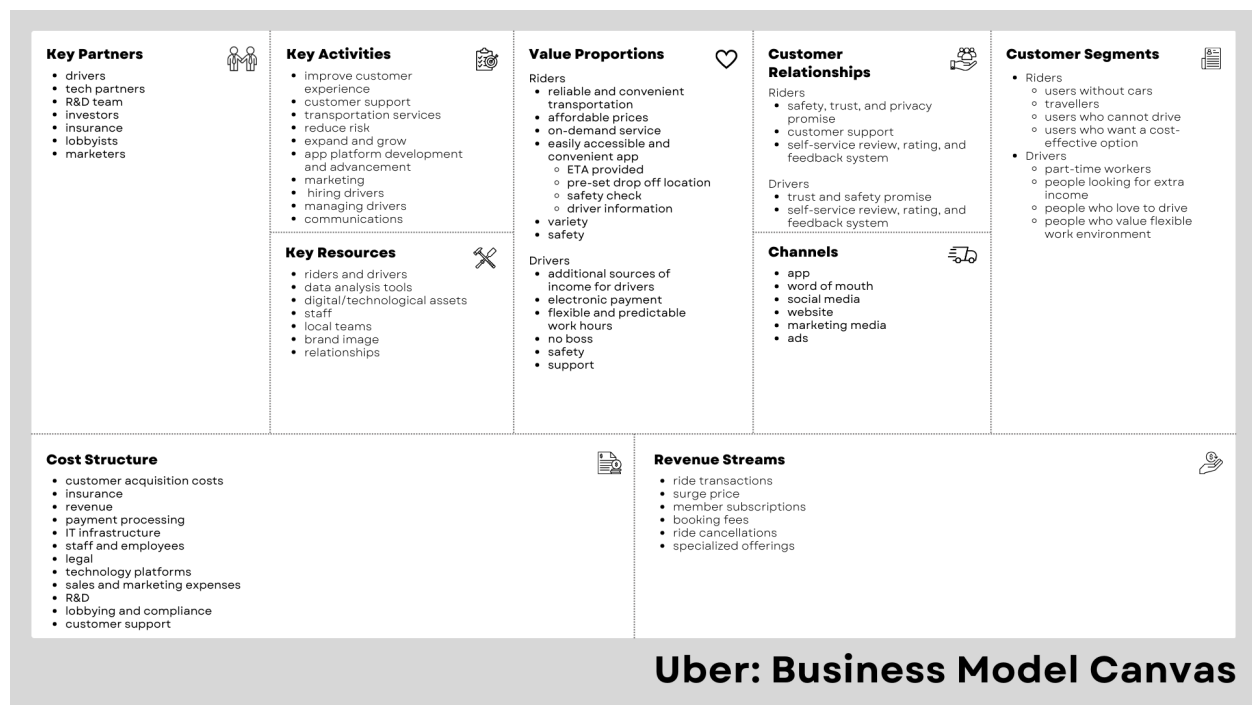 Key Partners
drivers
tech partners
R&D team
investors
insurance
lobbyists
marketers
Key Activities
improve customer
experience
customer support
transportation services
reduce risk
expand and grow
app platform development
and advancement
marketing
hiring drivers
managing drivers
communications
Key Resources
riders and drivers
data analysis tools
digital/technological assets
staff
local teams
brand image
relationships
Value Proportions
Riders
reliable and convenient
transportation
affordable prices
on-demand service
easily accessible and
convenient app
ETA provided
pre-set drop off location
safety check
driver information
variety
safety
Drivers
additional sources of
income for drivers
electronic payment
flexible and predictable
work hours
no boss
safety
support
Customer
Relationships
Riders
safety, trust, and privacy
promise
customer support
self-service review, rating, and
feedback system
Drivers
trust and safety promise
self-service review, rating, and
feedback system
Channels
app
word of mouth
social media
website
marketing media
ads
Customer Segments
Riders
users without cars
travellers
users who cannot drive
users who want a cost-
effective option
Drivers
part-time workers
people looking for extra
income
people who love to drive
people who value flexible
work environment
Cost Structure
customer acquisition costs
insurance
revenue
payment processing
IT infrastructure
staff and employees
legal
technology platforms
sales and marketing expenses
R&D
lobbying and compliance
customer support
Revenue Streams
ride transactions
surge price
member subscriptions
booking fees
ride cancellations
specialized offerings
Uber: Business Model Canvas